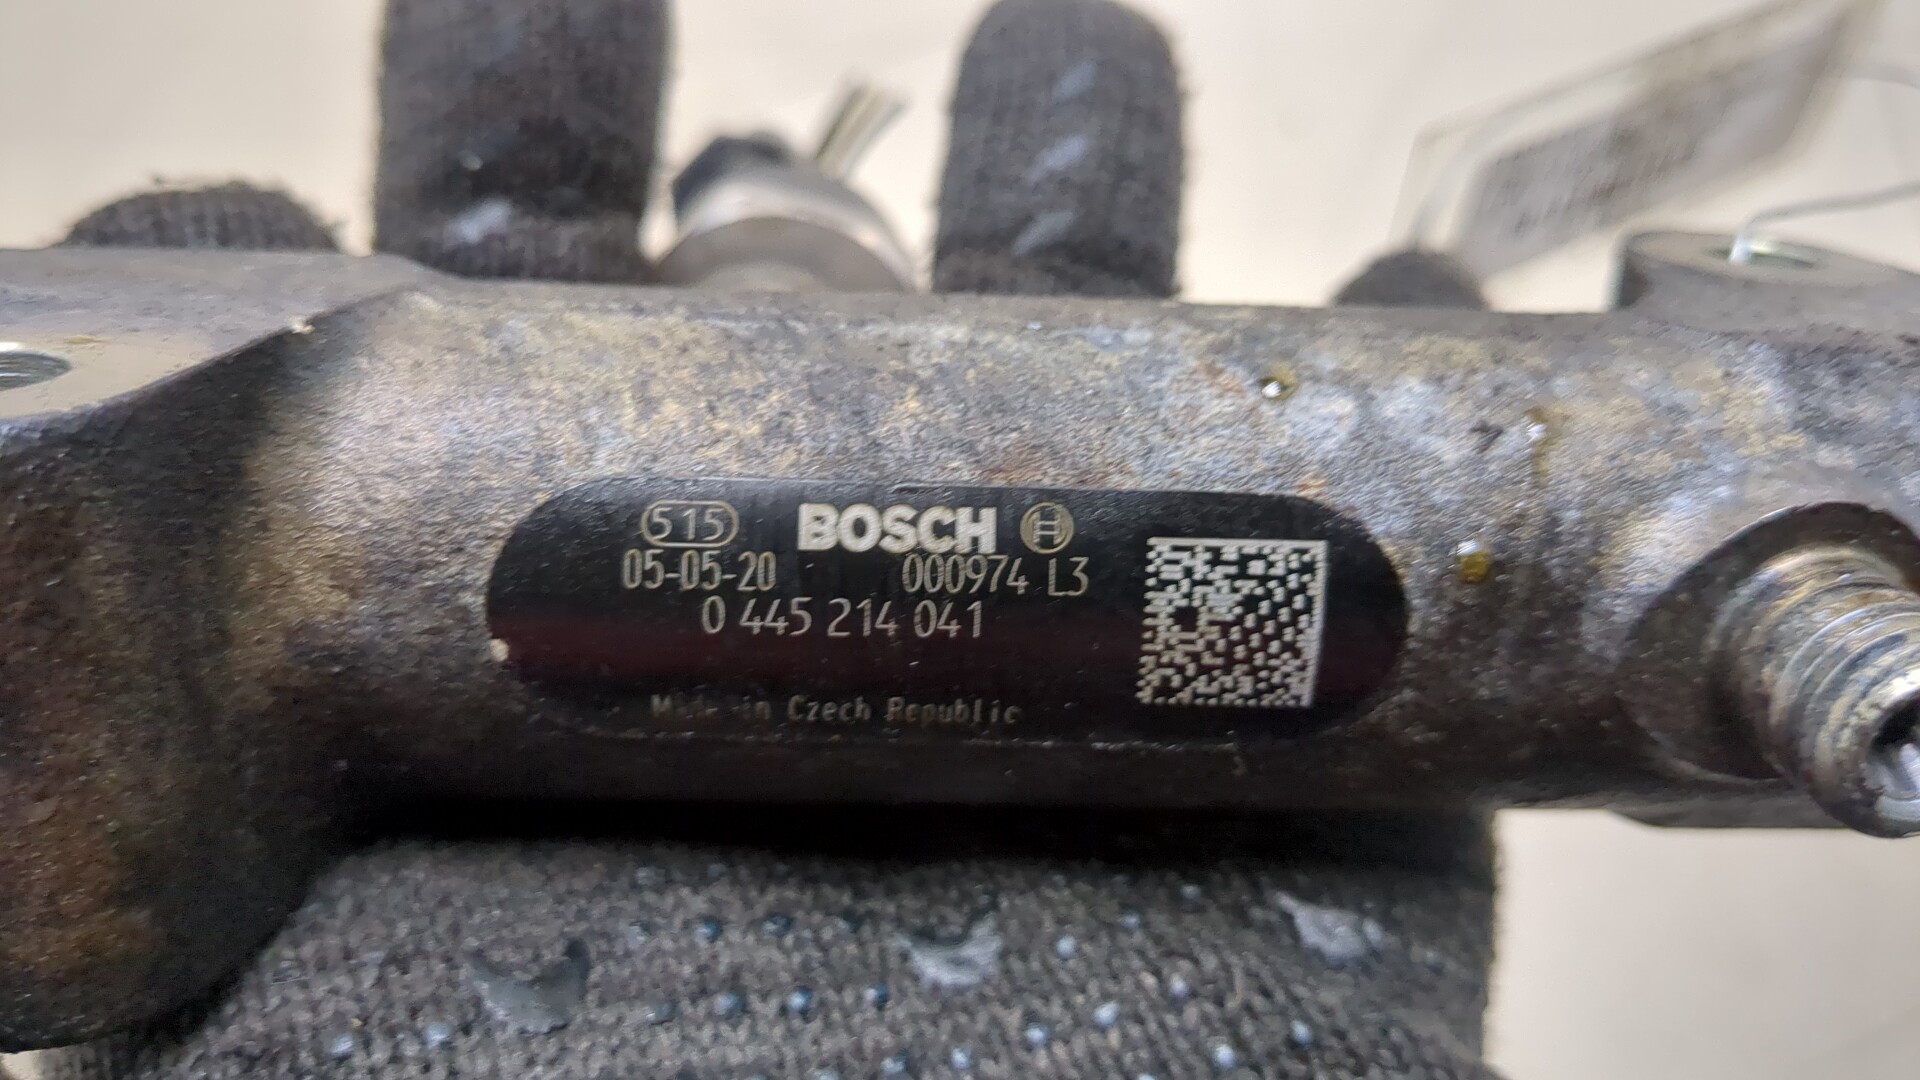 515 BOSCH
05-05-20 000974 L3
0 445 214 041
Made in Czech Republic